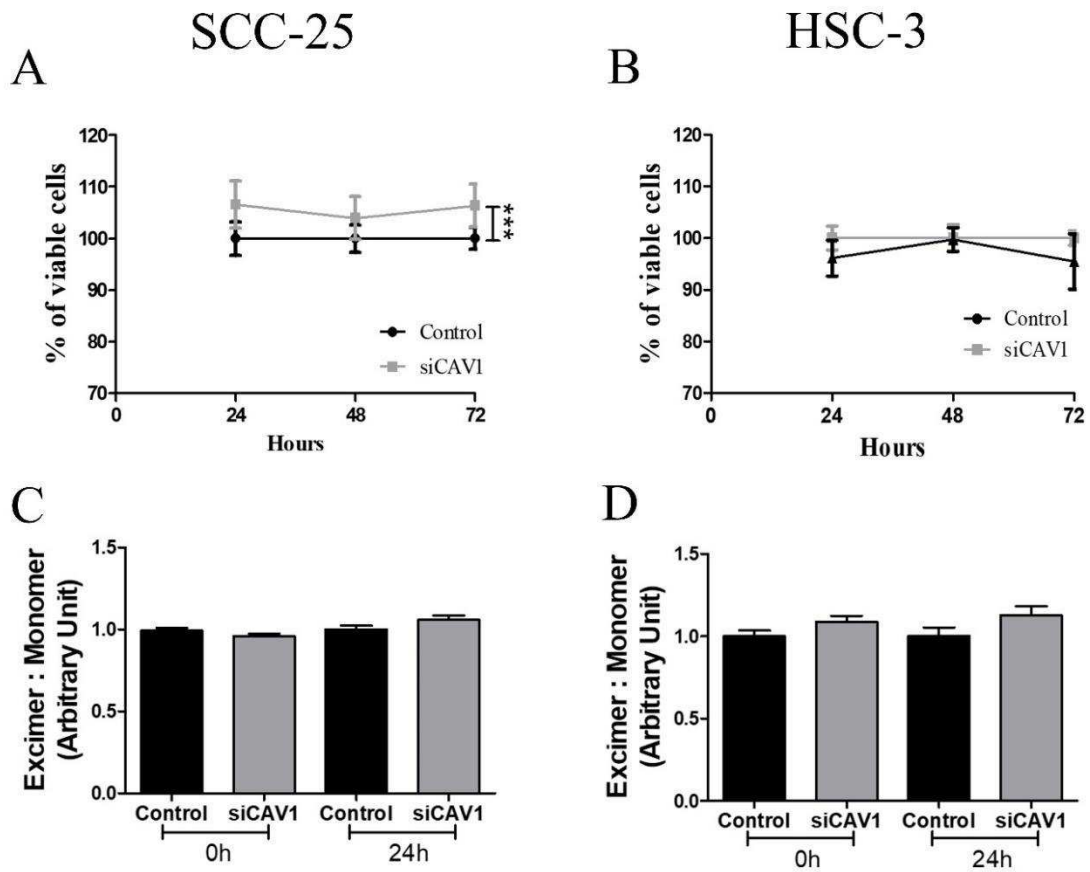 SCC-25
HSC-3
A
% of viable cells
120
110
100
90
80
70
0
24
48
72
Hours
***
Control
siCAV1
B
% of viable cells
120
110
100
90
80
70
0
24
48
72
Hours
Control
siCAV1
C
Excimer : Monomer
(Arbitrary Unit)
1.5
1.0
0.5
0.0
Control siCAV1 Control siCAV1
0h 24h
D
Excimer : Monomer
(Arbitrary Unit)
1.5
1.0
0.5
0.0
Control siCAV1 Control siCAV1
0h 24h